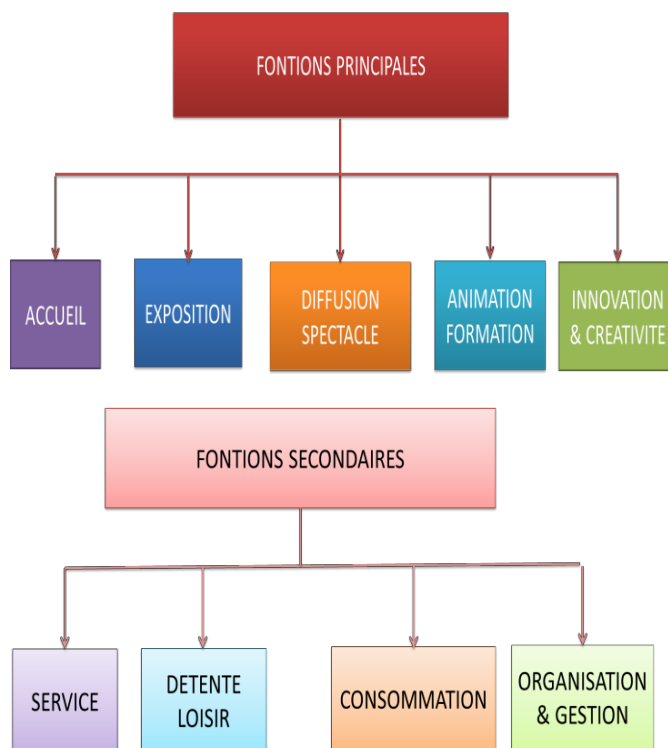 FONTIONS PRINCIPALES
ACCUEIL
EXPOSITION
DIFFUSION
SPECTACLE
ANIMATION
FORMATION
INNOVATION
& CREATIVITE
FONTIONS SECONDAIRES
SERVICE
DETENTE
LOISIR
CONSOMMATION
ORGANISATION
& GESTION